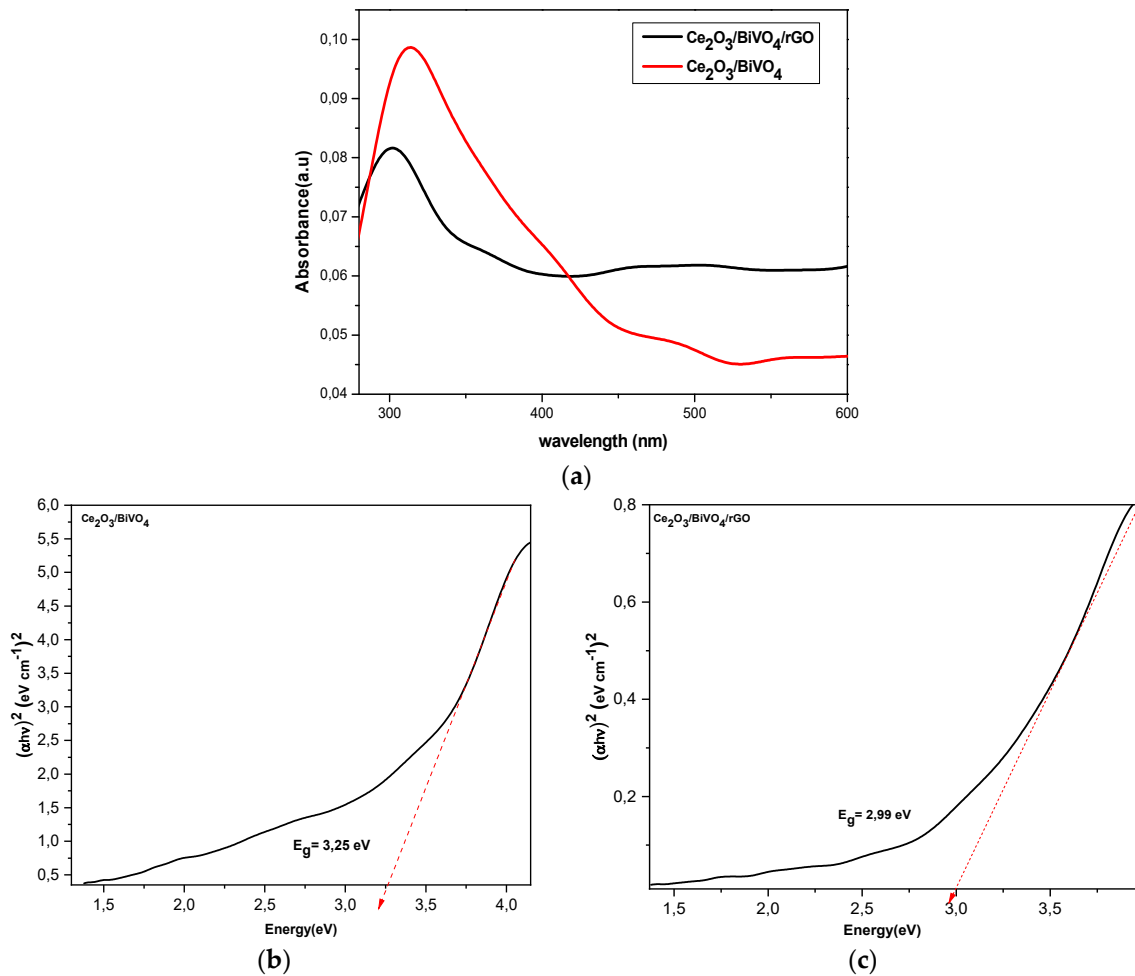 Ce2O3/BiVO4/rGO
Ce2O3/BiVO4
0,10
0,09
0,08
0,07
0,06
0,05
0,04
Absorbance(a.u)
300 400 500 600
wavelength (nm)
(a)
Ce2O3/BiVO4
6,0
5,5
5,0
4,5
4,0
3,5
3,0
2,5
2,0
1,5
1,0
0,5
(αhν)2 (eV cm-1)2
Eg= 3,25 eV
1,5 2,0 2,5 3,0 3,5 4,0
Energy(eV)
(b)
Ce2O3/BiVO4/rGO
0,8
0,6
0,4
0,2
(αhν)2 (eV cm-1)2
Eg= 2,99 eV
1,5 2,0 2,5 3,0 3,5
Energy(eV)
(c)